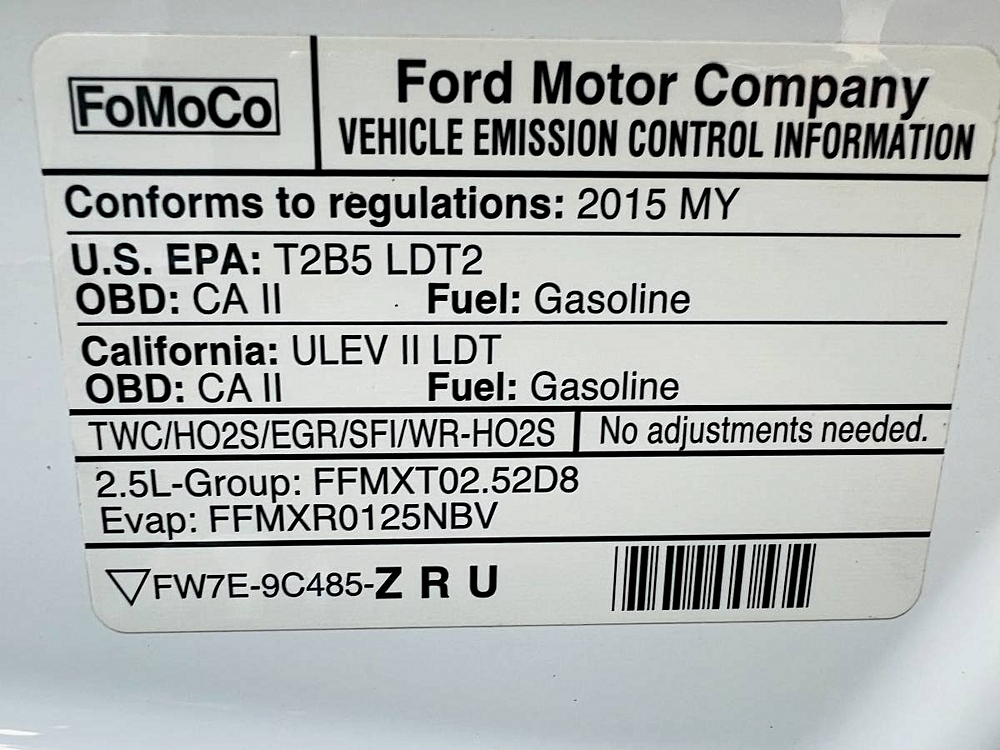 FoMoCo
Ford Motor Company
VEHICLE EMISSION CONTROL INFORMATION
Conforms to regulations: 2015 MY
U.S. EPA: T2B5 LDT2
OBD: CA II Fuel: Gasoline
California: ULEV II LDT
OBD: CA II Fuel: Gasoline
TWC/HO2S/EGR/SFI/WR-HO2S No adjustments needed.
2.5L-Group: FFMXT02.52D8
Evap: FFMXR0125NBV
FW7E-9C485-Z R U